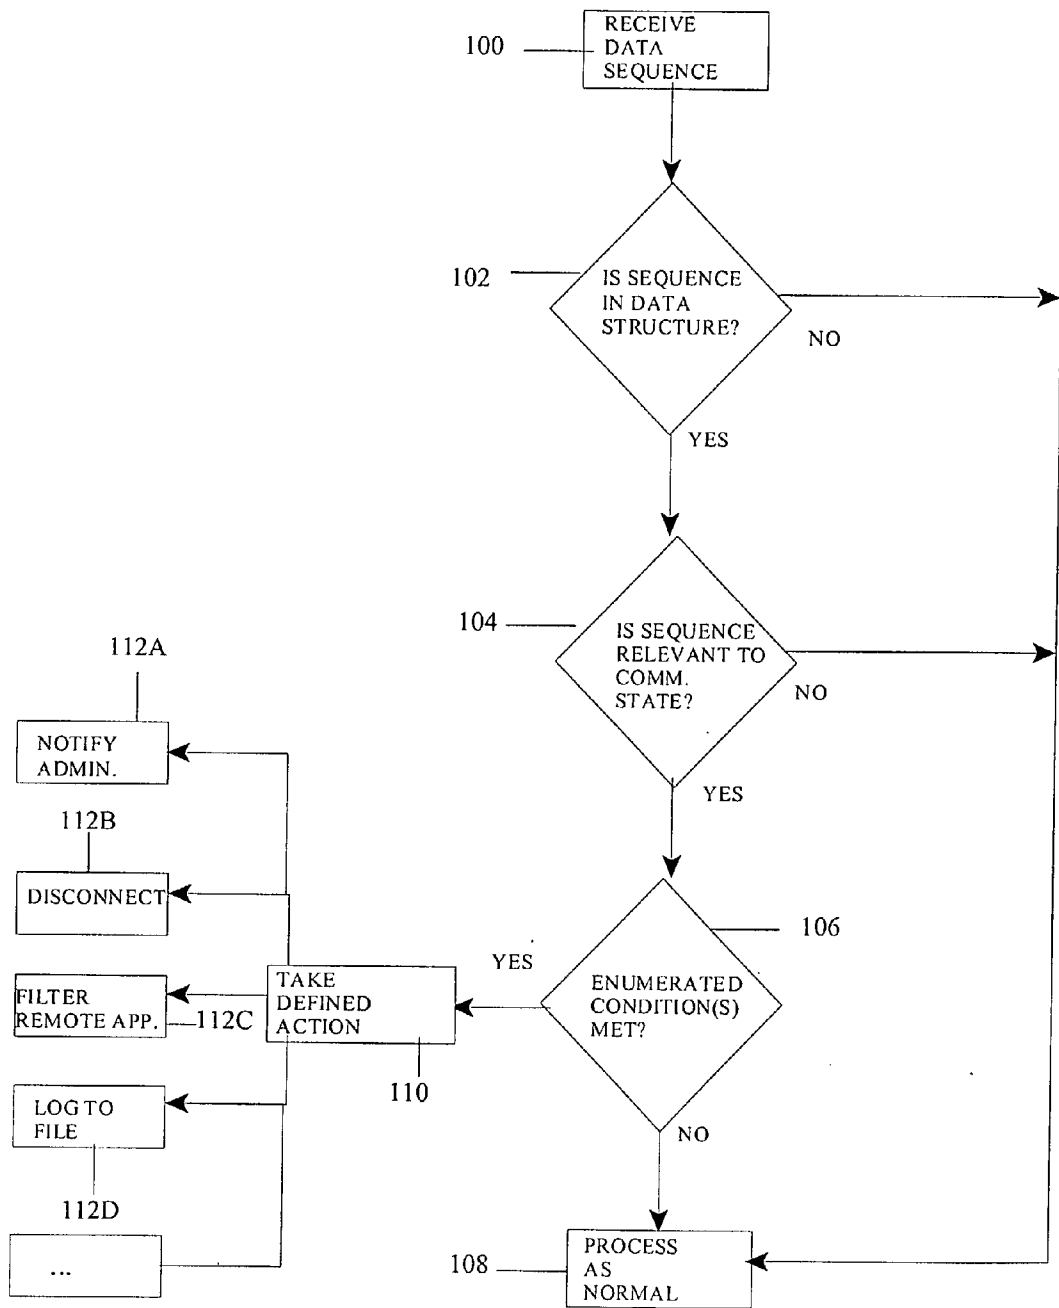 100
RECEIVE
DATA
SEQUENCE
102
IS SEQUENCE
IN DATA
STRUCTURE?
NO
YES
104
IS SEQUENCE
RELEVANT TO
COMM.
STATE?
NO
YES
106
ENUMERATED
CONDITION(S)
MET?
YES
NO
TAKE
DEFINED
ACTION
110
112A
NOTIFY
ADMIN.
112B
DISCONNECT
FILTER
REMOTE APP.
112C
LOG TO
FILE
112D
...
108
PROCESS
AS
NORMAL